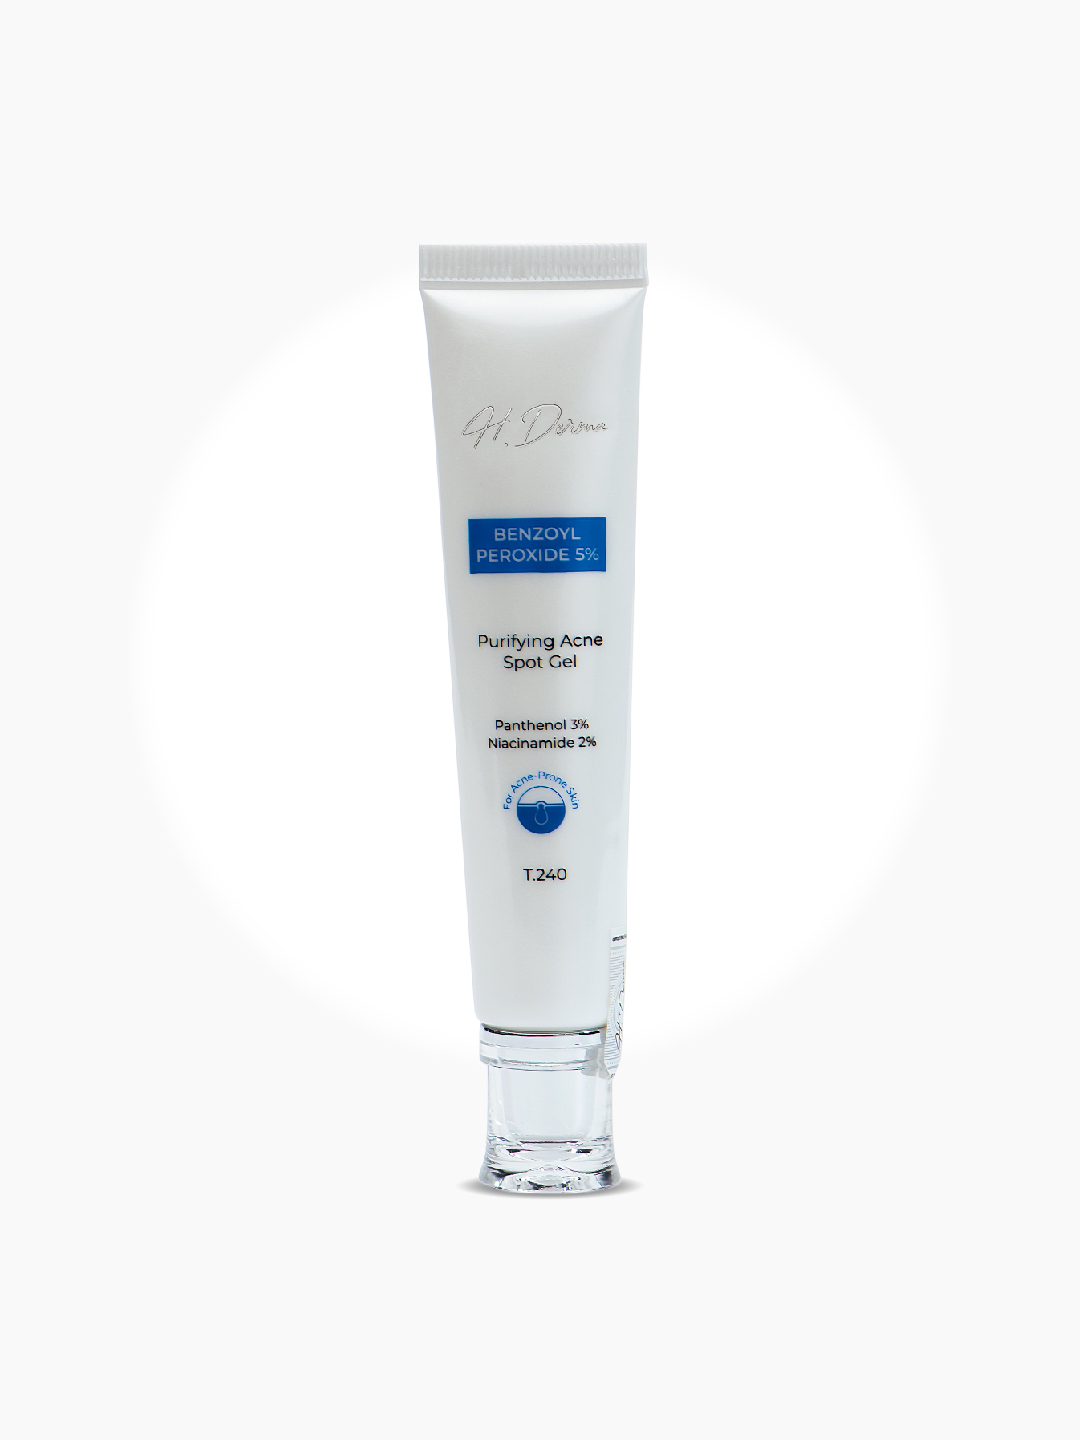 H. Derma
BENZOYL
PEROXIDE 5%
Purifying Acne
Spot Gel
Panthenol 3%
Niacinamide 2%
For Acne-Prone Skin
T.240